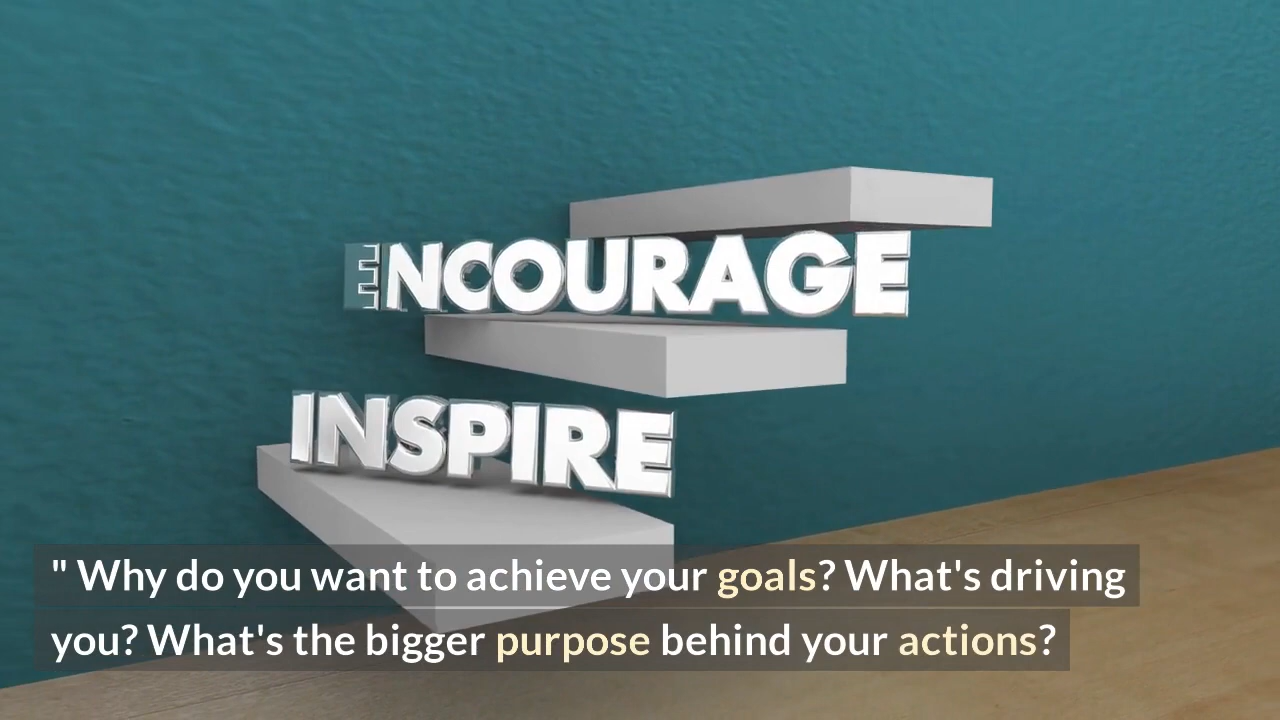 ENCOURAGE
INSPIRE
" Why do you want to achieve your goals? What's driving
you? What's the bigger purpose behind your actions?